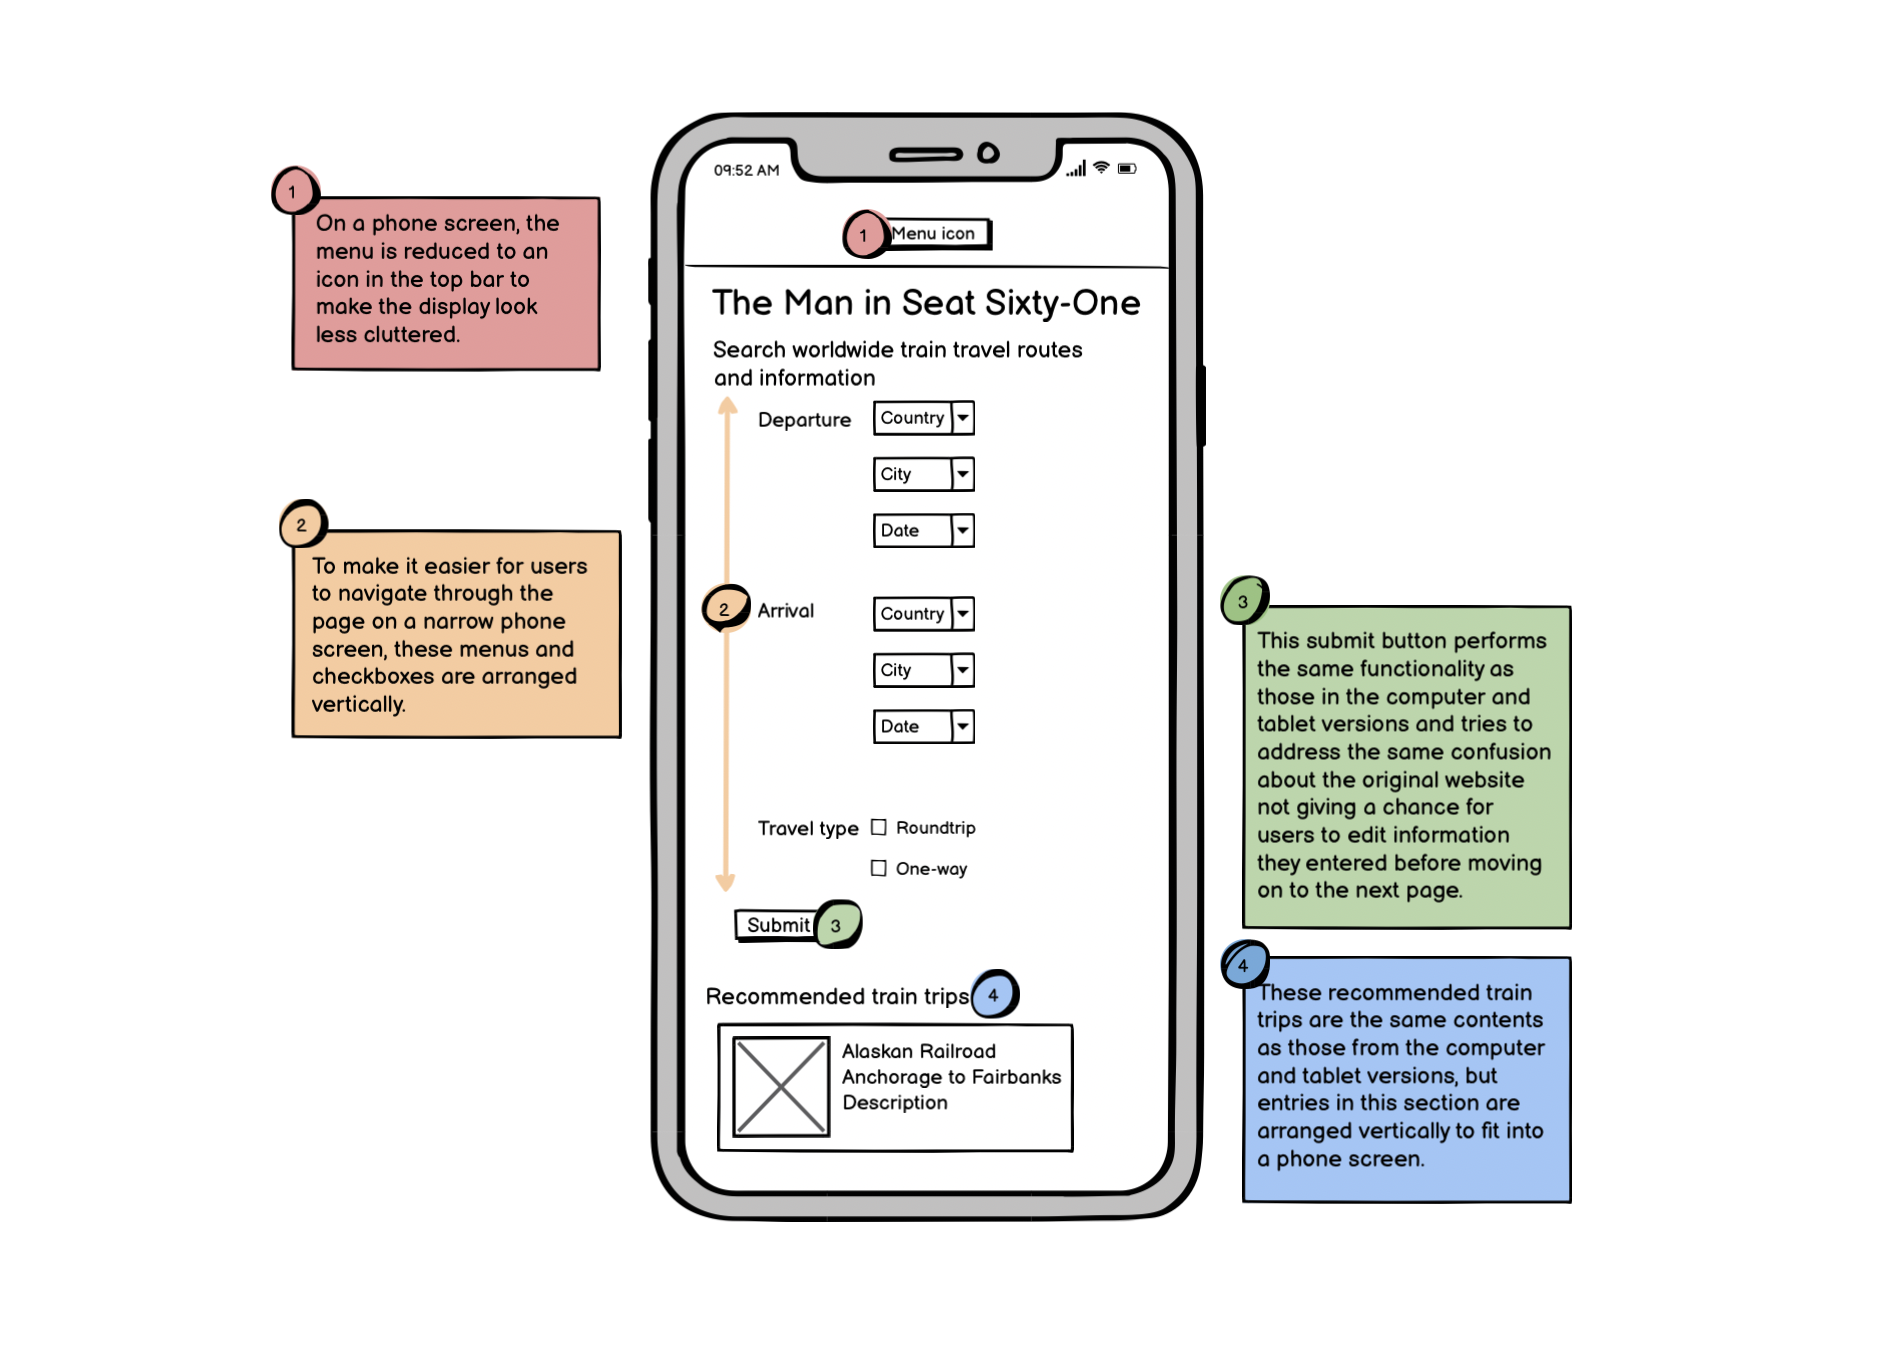 1
On a phone screen, the
menu is reduced to an
icon in the top bar to
make the display look
less cluttered.
2
To make it easier for users
to navigate through the
page on a narrow phone
screen, these menus and
checkboxes are arranged
vertically.
09:52 AM
1 Menu icon
The Man in Seat Sixty-One
Search worldwide train travel routes
and information
Departure Country
City
Date
2 Arrival Country
City
Date
Travel type Roundtrip
One-way
Submit 3
Recommended train trips 4
Alaskan Railroad
Anchorage to Fairbanks
Description
3
This submit button performs
the same functionality as
those in the computer and
tablet versions and tries to
address the same confusion
about the original website
not giving a chance for
users to edit information
they entered before moving
on to the next page.
4
These recommended train
trips are the same contents
as those from the computer
and tablet versions, but
entries in this section are
arranged vertically to fit into
a phone screen.